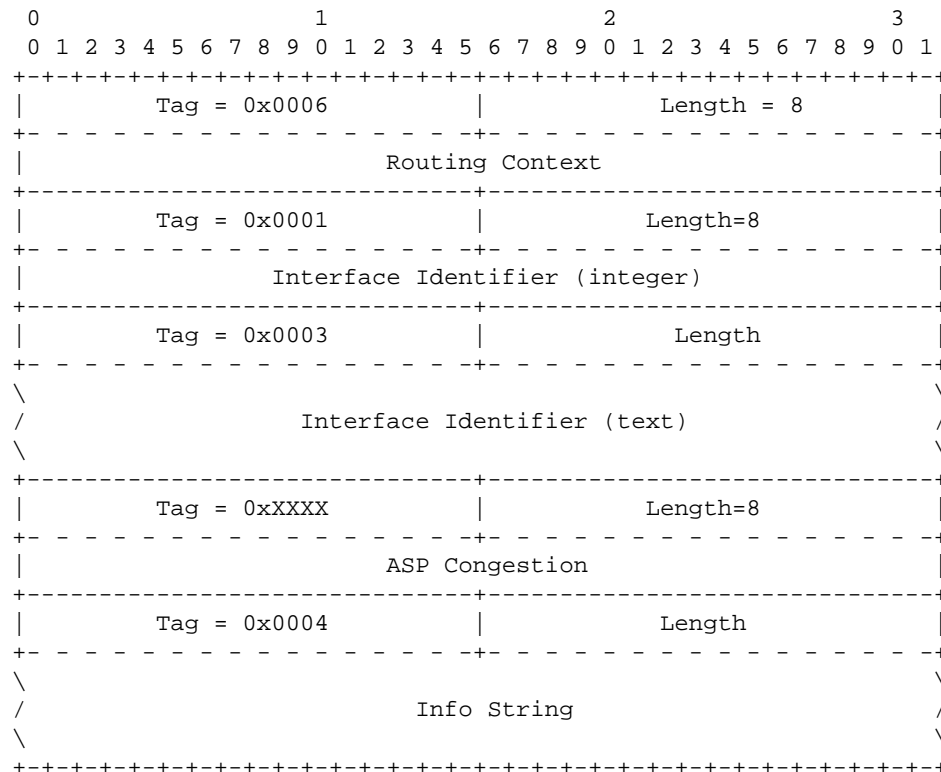 0                   1                   2                   3
0 1 2 3 4 5 6 7 8 9 0 1 2 3 4 5 6 7 8 9 0 1 2 3 4 5 6 7 8 9 0 1
+-+-+-+-+-+-+-+-+-+-+-+-+-+-+-+-+-+-+-+-+-+-+-+-+-+-+-+-+-+-+-+-+
|         Tag = 0x0006          |            Length = 8         |
+- - - - - - - - - - - - - - - -+- - - - - - - - - - - - - - - -+
|                         Routing Context                       |
+-------------------------------+-------------------------------+
|         Tag = 0x0001          |           Length=8            |
+- - - - - - - - - - - - - - - -+- - - - - - - - - - - - - - - -+
|                 Interface Identifier (integer)                |
+-------------------------------+-------------------------------+
|         Tag = 0x0003          |             Length            |
+- - - - - - - - - - - - - - - -+- - - - - - - - - - - - - - - -+
\                                                               \
/                   Interface Identifier (text)                 /
\                                                               \
+-------------------------------+-------------------------------+
|         Tag = 0xXXXX          |           Length=8            |
+- - - - - - - - - - - - - - - -+- - - - - - - - - - - - - - - -+
|                         ASP Congestion                        |
+-------------------------------+-------------------------------+
|         Tag = 0x0004          |            Length             |
+- - - - - - - - - - - - - - - -+- - - - - - - - - - - - - - - -+
\                                                               \
/                           Info String                         /
\                                                               \
+-+-+-+-+-+-+-+-+-+-+-+-+-+-+-+-+-+-+-+-+-+-+-+-+-+-+-+-+-+-+-+-+